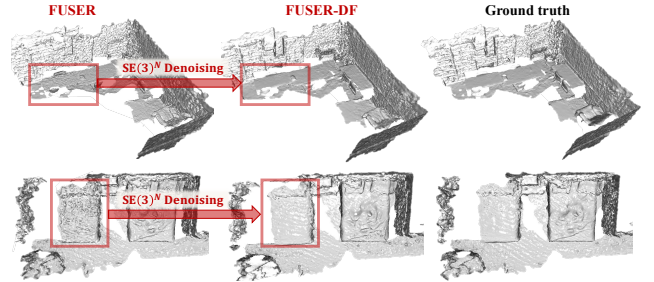 FUSER
FUSER-DF
Ground truth
SE(3)^N Denoising
SE(3)^N Denoising